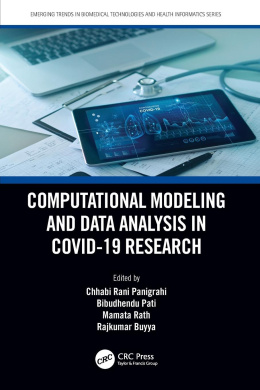 EMERGING TRENDS IN BIOMEDICAL TECHNOLOGIES AND HEALTH INFORMATICS SERIES
COMPUTATIONAL MODELING
AND DATA ANALYSIS IN
COVID-19 RESEARCH
Edited by
Chhabi Rani Panigrahi
Bibudhendu Pati
Mamata Rath
Rajkumar Buyya
CRC
CRC Press
Taylor & Francis Group